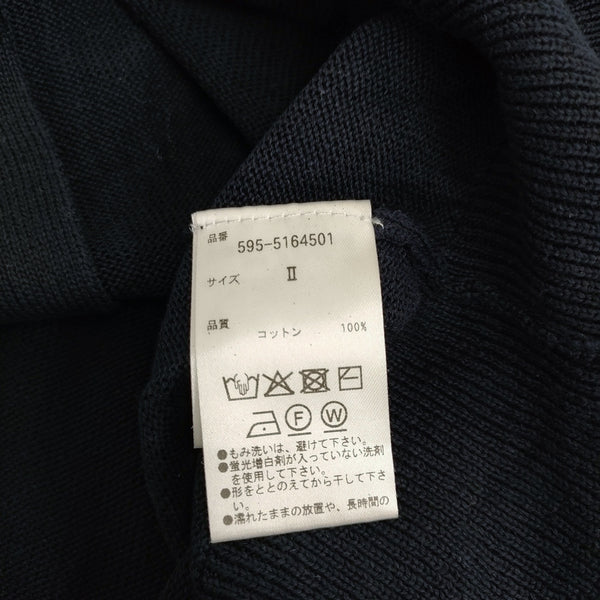 品番 595-5164501
サイズ Ⅱ
品質 コットン 100%
F W
●もみ洗いは、避けて下さい。
●蛍光増白剤が入っていない洗剤
を使用して下さい。
●形をととのえてから干して下さ
い。
●濡れたままの放置や、長時間の